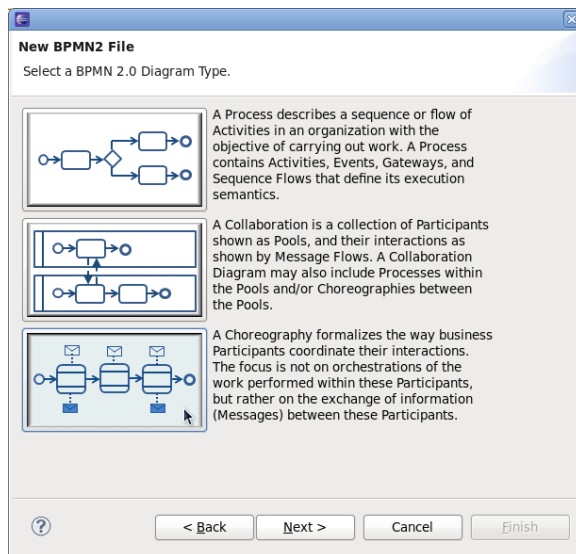 New BPMN2 File
Select a BPMN 2.0 Diagram Type.
A Process describes a sequence or flow of
Activities in an organization with the
objective of carrying out work. A Process
contains Activities, Events, Gateways, and
Sequence Flows that define its execution
semantics.
A Collaboration is a collection of Participants
shown as Pools, and their interactions as
shown by Message Flows. A Collaboration
Diagram may also include Processes within
the Pools and/or Choreographies between
the Pools.
A Choreography formalizes the way business
Participants coordinate their interactions.
The focus is not on orchestrations of the
work performed within these Participants,
but rather on the exchange of information
(Messages) between these Participants.
< Back
Next >
Cancel
Finish